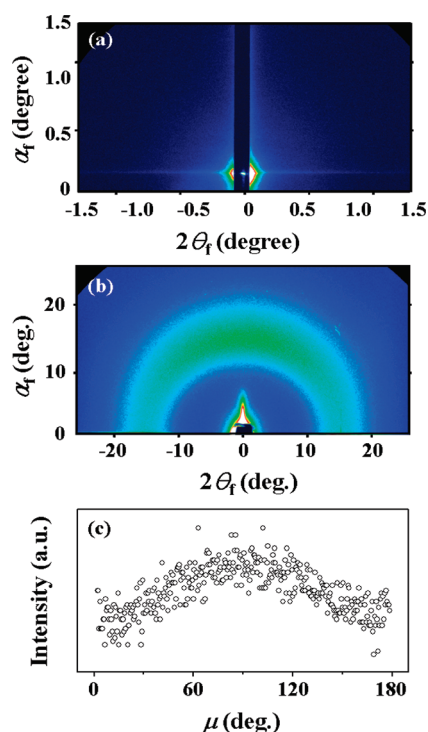 (a)
1.5
1.0
0.5
0
αf (degree)
-1.5 -1.0 -0.5 0 0.5 1.0 1.5
2θf (degree)
(b)
20
10
0
αf (deg.)
-20 -10 0 10 20
2θf (deg.)
(c)
Intensity (a.u.)
0 60 120 180
μ (deg.)